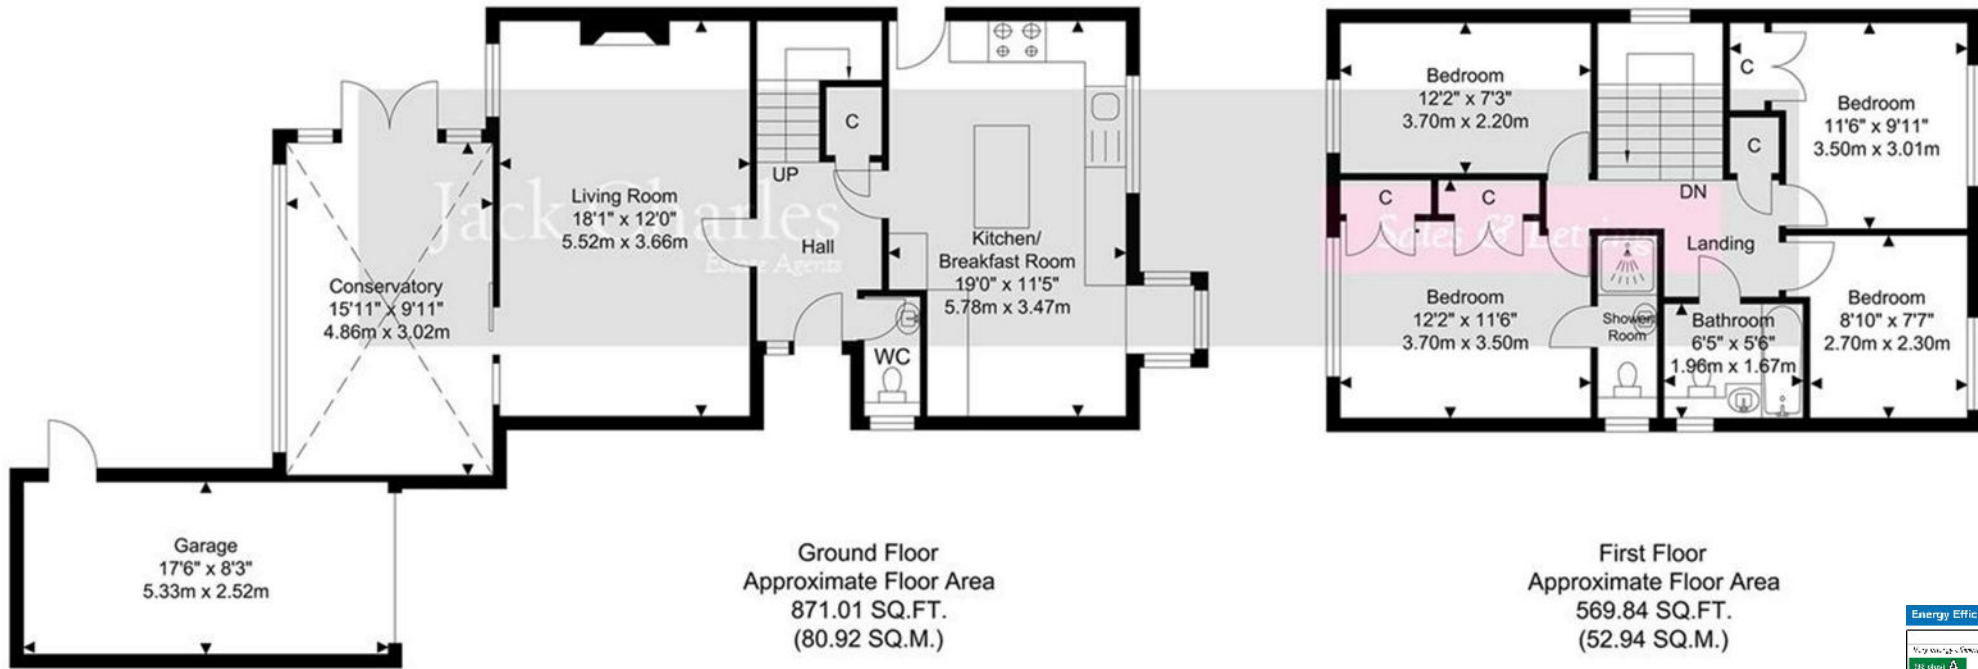 Jack Charles
Estate Agents
Sales & Lettings
Conservatory
15'11" x 9'11"
4.86m x 3.02m
Living Room
18'1" x 12'0"
5.52m x 3.66m
UP
C
Hall
WC
Kitchen/
Breakfast Room
19'0" x 11'5"
5.78m x 3.47m
Garage
17'6" x 8'3"
5.33m x 2.52m
Ground Floor
Approximate Floor Area
871.01 SQ.FT.
(80.92 SQ.M.)
Bedroom
12'2" x 7'3"
3.70m x 2.20m
C
Bedroom
11'6" x 9'11"
3.50m x 3.01m
C
C
C
DN
Landing
Bedroom
12'2" x 11'6"
3.70m x 3.50m
Shower
Room
Bathroom
6'5" x 5'6"
1.96m x 1.67m
Bedroom
8'10" x 7'7"
2.70m x 2.30m
First Floor
Approximate Floor Area
569.84 SQ.FT.
(52.94 SQ.M.)
Energy Effic
A